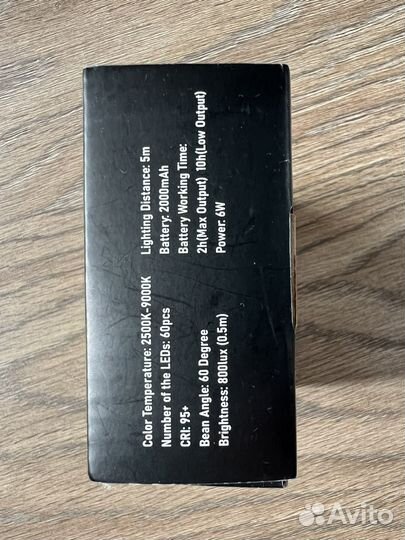 Color Temperature: 2500K-9000K
Number of the LEDs: 60pcs
CRI: 95+
Bean Angle: 60 Degree
Brightness: 800lux (0.5m)
Lighting Distance: 5m
Battery: 2000mAh
Battery Working Time:
2h(Max Output) 10h(Low Output)
Power: 6W
Avito